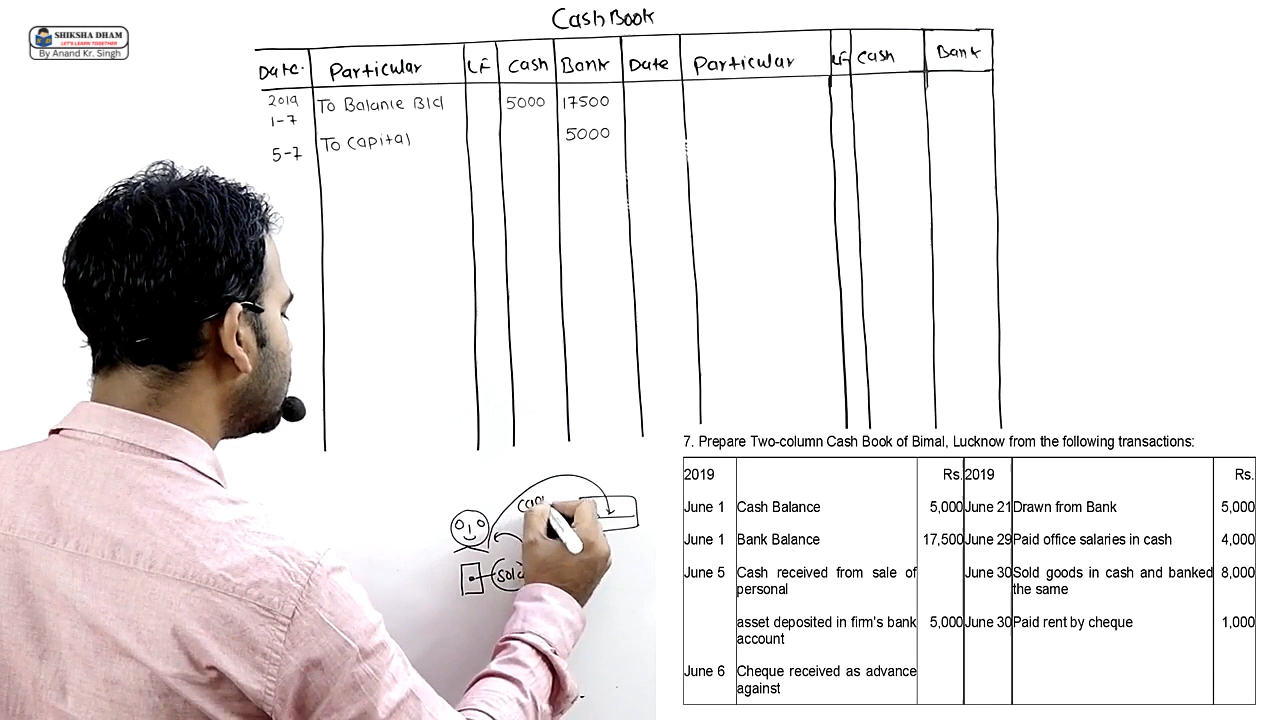 SHIKSHA DHAM
LET'S LEARN TOGETHER
By Anand Kr. Singh
Cash Book
Date. Particular LF Cash Bank Date Particular LF Cash Bank
2019
1-7 To Balance B/d 5000 17500
5-7 To Capital 5000
7. Prepare Two-column Cash Book of Bimal, Lucknow from the following transactions:
2019 Rs. 2019 Rs.
June 1 Cash Balance 5,000 June 21 Drawn from Bank 5,000
June 1 Bank Balance 17,500 June 29 Paid office salaries in cash 4,000
June 5 Cash received from sale of personal June 30 Sold goods in cash and banked the same 8,000
asset deposited in firm's bank account 5,000 June 30 Paid rent by cheque 1,000
June 6 Cheque received as advance against